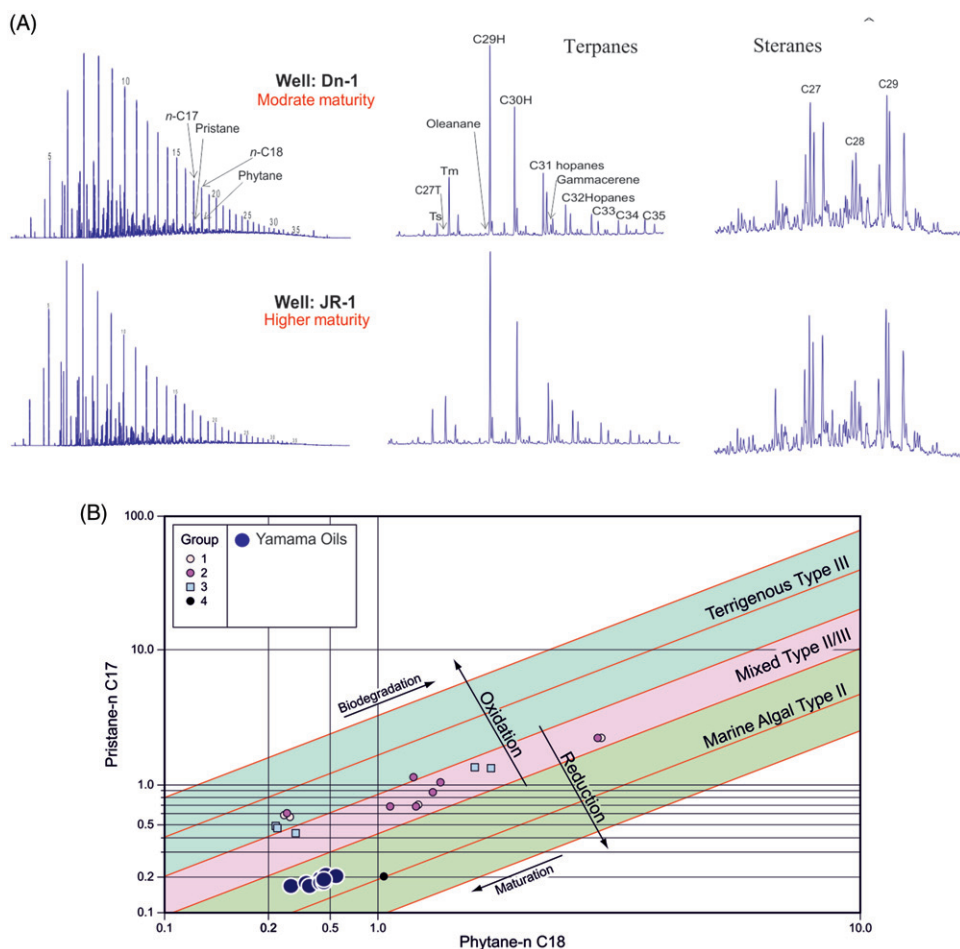 (A)
Terpanes
Steranes
Well: Dn-1
Modrate maturity
n-C17
Pristane
n-C18
Phytane
5
10
15
20
25
30
35
C29H
C30H
Oleanane
Tm
C27T
Ts
C31 hopanes
Gammacerene
C32Hopanes
C33
C34
C35
C27
C28
C29
Well: JR-1
Higher maturity
(B)
Group
1
2
3
4
Yamama Oils
Pristane-n C17
100.0
10.0
1.0
0.5
0.2
0.1
Terrigenous Type III
Mixed Type II/III
Marine Algal Type II
Biodegradation
Oxidation
Reduction
Maturation
0.1
0.2
0.5
1.0
10.0
Phytane-n C18